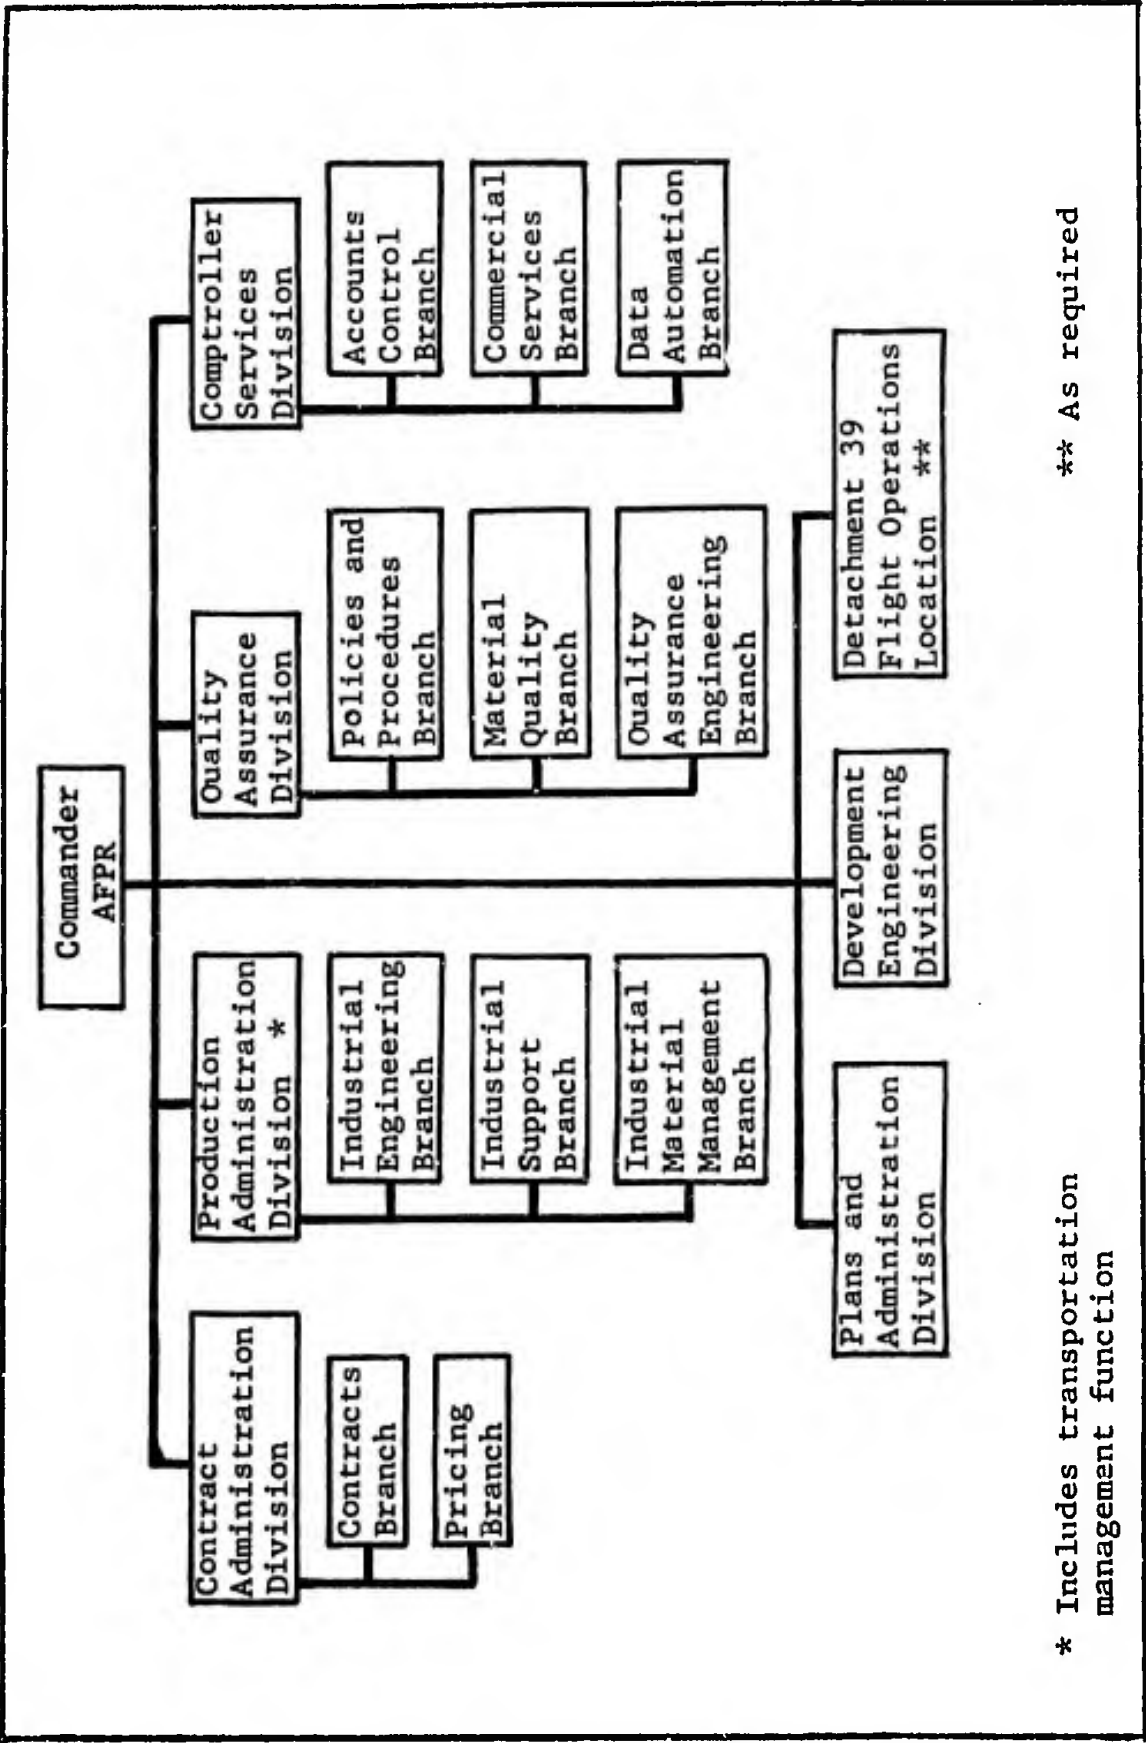 Commander
AFPR
Contract
Administration
Division
Contracts
Branch
Pricing
Branch
Production
Administration
Division *
Industrial
Engineering
Branch
Industrial
Support
Branch
Industrial
Material
Management
Branch
Ouality
Assurance
Division
Policies and
Procedures
Branch
Material
Quality
Branch
Ouality
Assurance
Engineering
Branch
Comptroller
Services
Division
Accounts
Control
Branch
Commercial
Services
Branch
Data
Automation
Branch
Plans and
Administration
Division
Development
Engineering
Division
Detachment 39
Flight Operations
Location **
* Includes transportation
management function
** As required